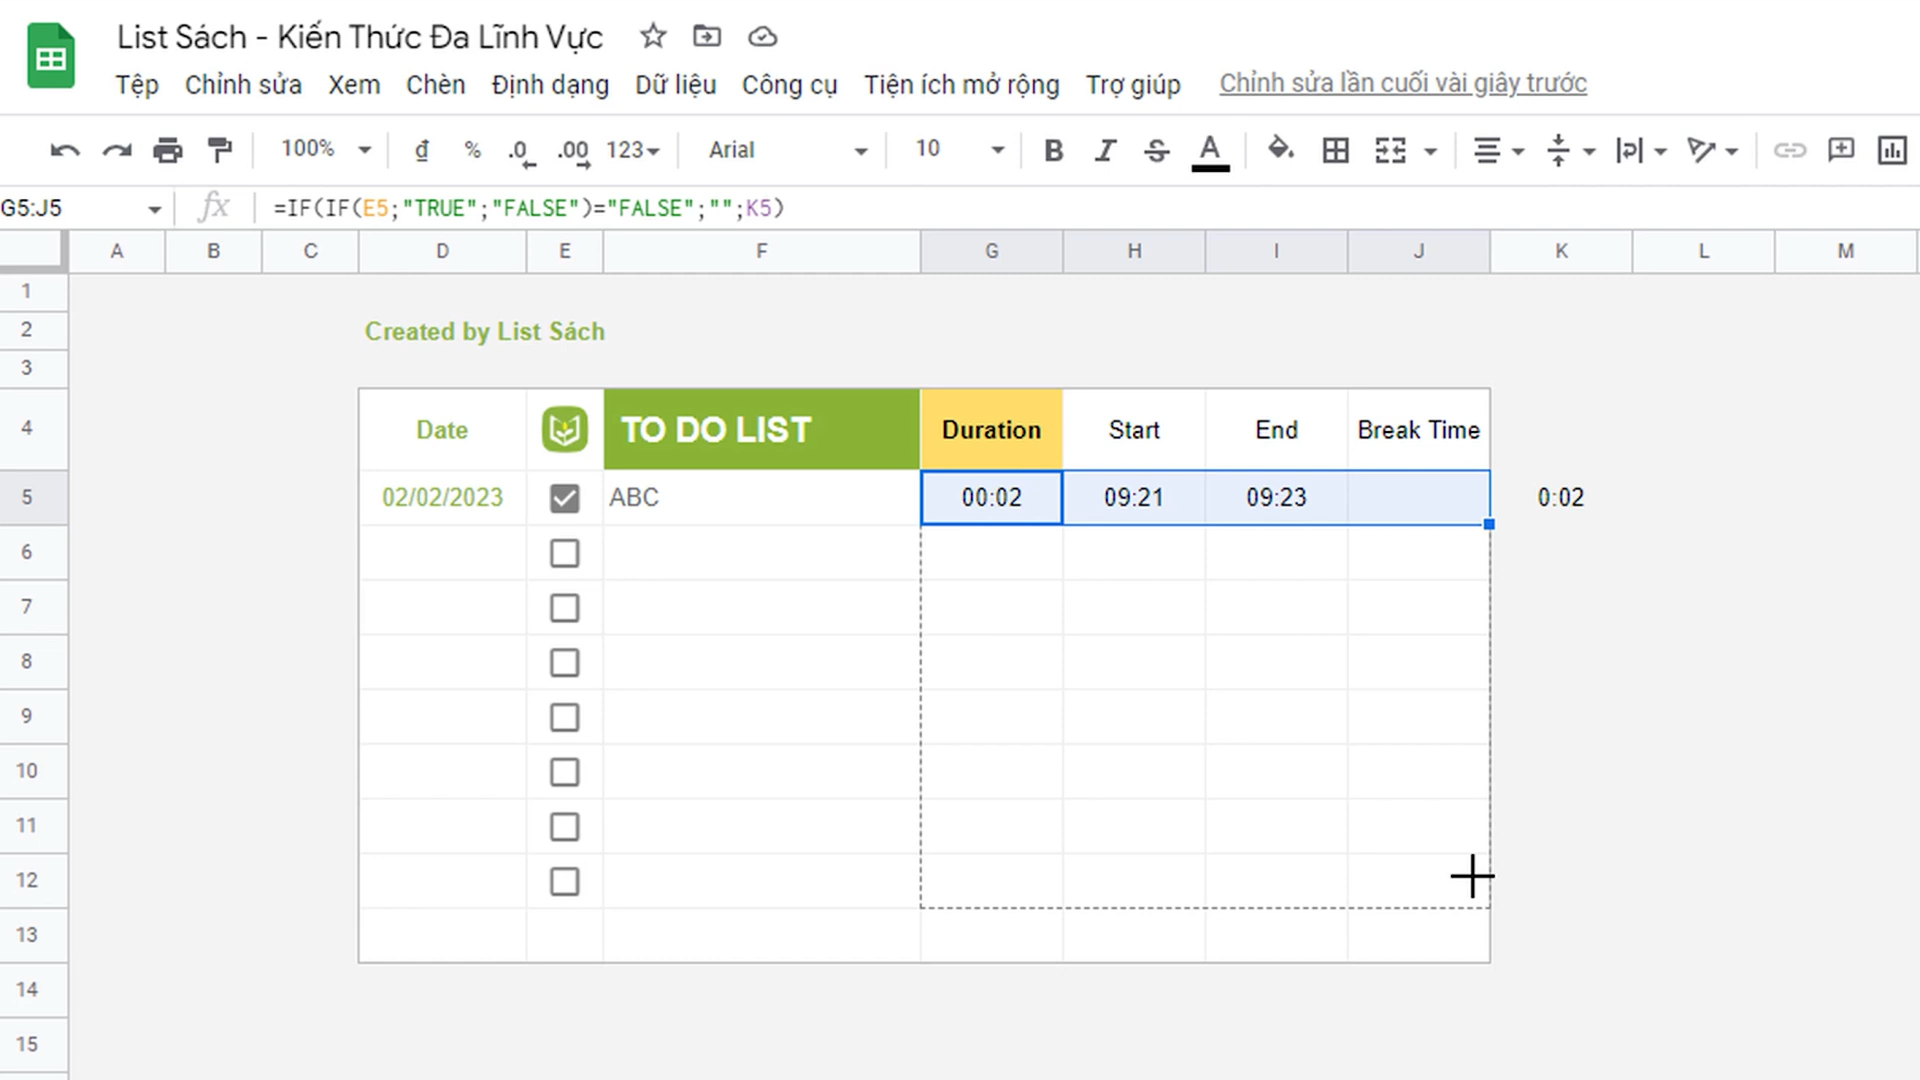 List Sách - Kiến Thức Đa Lĩnh Vực
Tệp Chỉnh sửa Xem Chèn Định dạng Dữ liệu Công cụ Tiện ích mở rộng Trợ giúp Chỉnh sửa lần cuối vài giây trước
100% đ % .0 .00 123 Arial 10 B I S A
G5:J5 fx =IF(IF(E5;"TRUE";"FALSE")="FALSE";"";K5)
A B C D E F G H I J K L M
1
2 Created by List Sách
3
4 Date TO DO LIST Duration Start End Break Time
5 02/02/2023 ABC 00:02 09:21 09:23 0:02
6
7
8
9
10
11
12
13
14
15